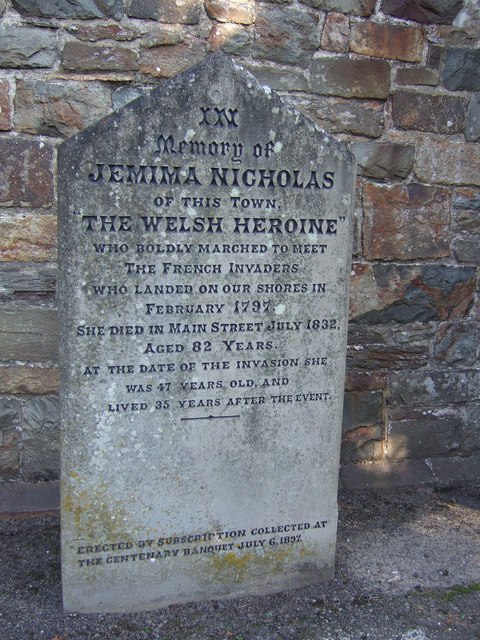 In
Memory of
JEMIMA NICHOLAS
OF THIS TOWN,
"THE WELSH HEROINE"
WHO BOLDLY MARCHED TO MEET
THE FRENCH INVADERS
WHO LANDED ON OUR SHORES IN
FEBRUARY 1797.
SHE DIED IN MAIN STREET JULY 1832,
AGED 82 YEARS.
AT THE DATE OF THE INVASION SHE
WAS 47 YEARS OLD, AND
LIVED 35 YEARS AFTER THE EVENT.
ERECTED BY SUBSCRIPTION COLLECTED AT
THE CENTENARY BANQUET JULY 6, 1897.